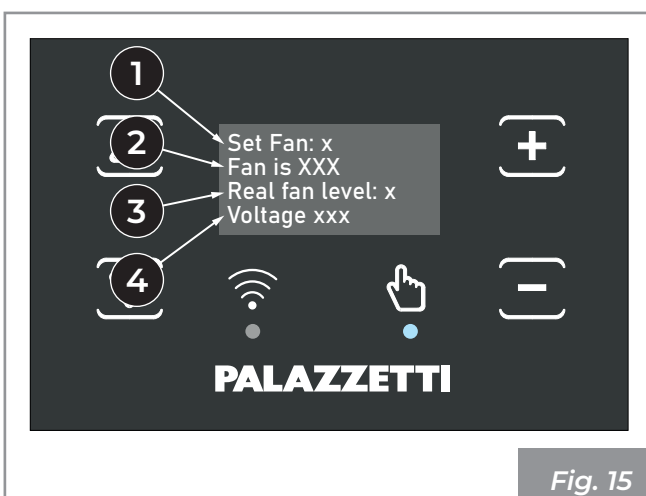 1
2
3
4
Set Fan: x
Fan is XXX
Real fan level: x
Voltage xxx
+
-
PALAZZETTI
Fig. 15